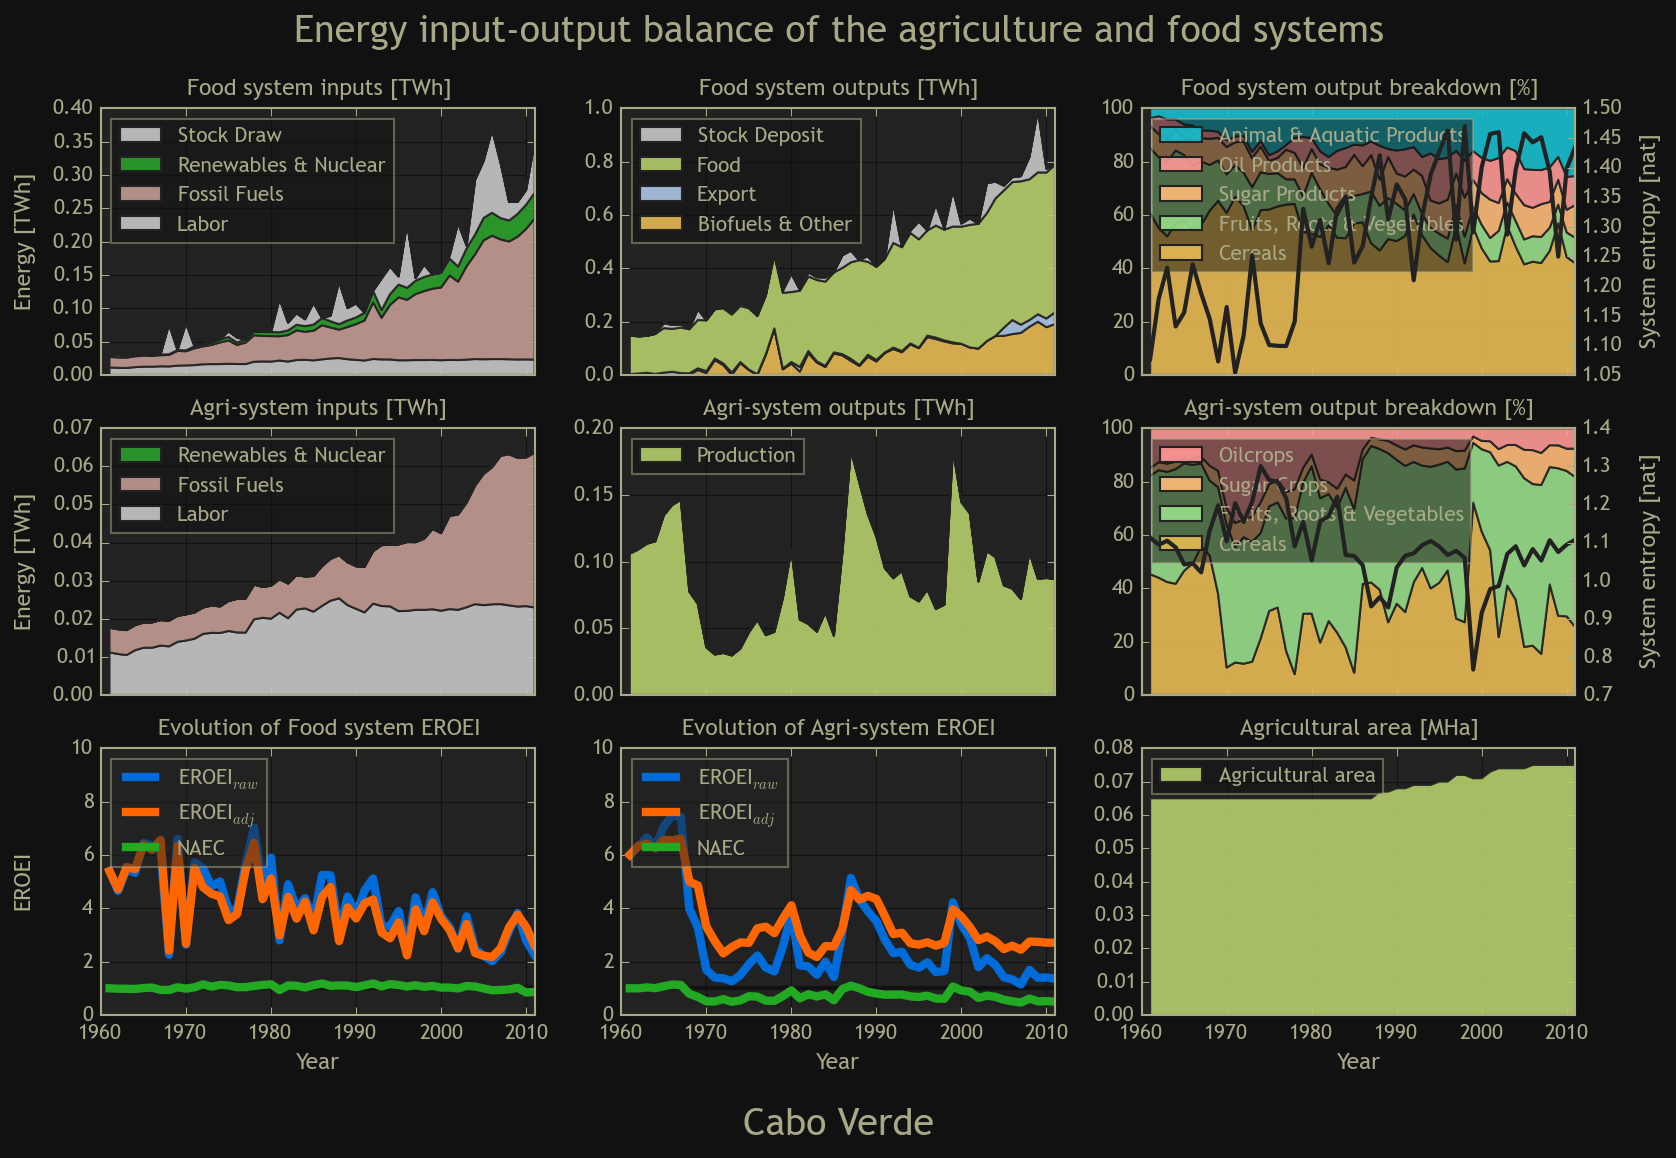 Energy input-output balance of the agriculture and food systems
Food system inputs [TWh]
Energy [TWh]
0.40
0.35
0.30
0.25
0.20
0.15
0.10
0.05
0.00
Stock Draw
Renewables & Nuclear
Fossil Fuels
Labor
Food system outputs [TWh]
1.0
0.8
0.6
0.4
0.2
0.0
Stock Deposit
Food
Export
Biofuels & Other
Food system output breakdown [%]
100
80
60
40
20
0
Animal & Aquatic Products
Oil Products
Sugar Products
Fruits, Roots & Vegetables
Cereals
1.50
1.45
1.40
1.35
1.30
1.25
1.20
1.15
1.10
1.05
System entropy [nat]
Agri-system inputs [TWh]
Energy [TWh]
0.07
0.06
0.05
0.04
0.03
0.02
0.01
0.00
Renewables & Nuclear
Fossil Fuels
Labor
Agri-system outputs [TWh]
0.20
0.15
0.10
0.05
0.00
Production
Agri-system output breakdown [%]
100
80
60
40
20
0
Oilcrops
Sugar Crops
Fruits, Roots & Vegetables
Cereals
1.4
1.3
1.2
1.1
1.0
0.9
0.8
0.7
System entropy [nat]
Evolution of Food system EROEI
EROEI
10
8
6
4
2
0
EROEIraw
EROEIadj
NAEC
1960 1970 1980 1990 2000 2010
Year
Evolution of Agri-system EROEI
10
8
6
4
2
0
EROEIraw
EROEIadj
NAEC
1960 1970 1980 1990 2000 2010
Year
Agricultural area [MHa]
0.08
0.07
0.06
0.05
0.04
0.03
0.02
0.01
0.00
Agricultural area
1960 1970 1980 1990 2000 2010
Year
Cabo Verde